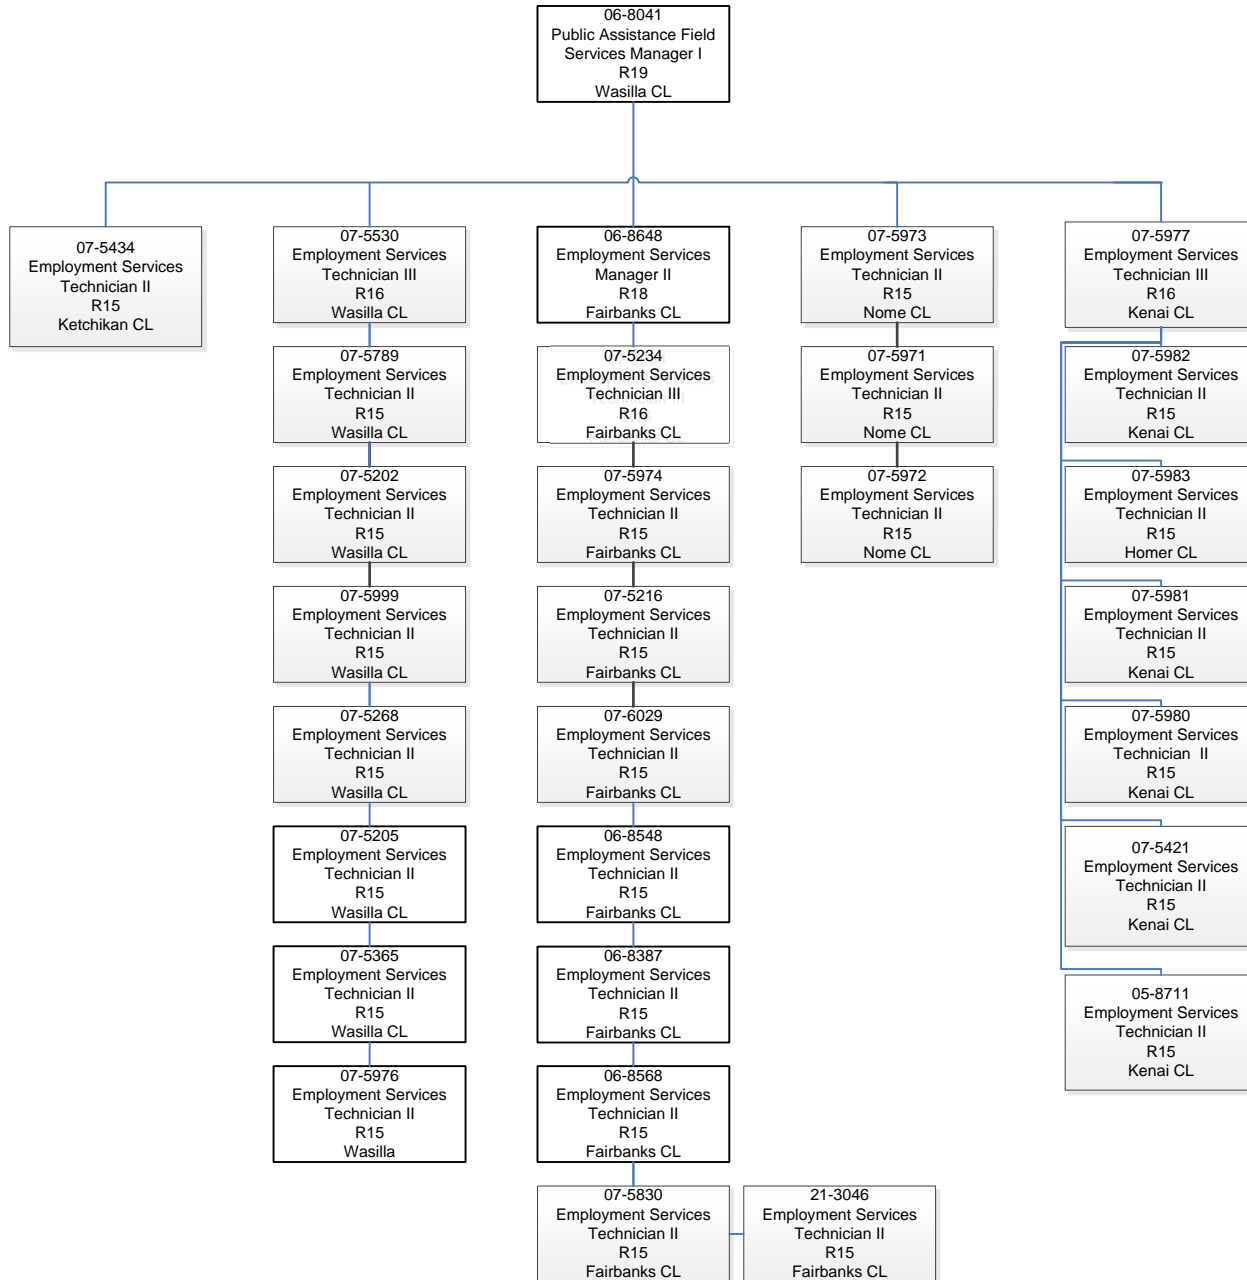 06-8041
Public Assistance Field
Services Manager I
R19
Wasilla CL
07-5434
Employment Services
Technician II
R15
Ketchikan CL
07-5530
Employment Services
Technician III
R16
Wasilla CL
07-5789
Employment Services
Technician II
R15
Wasilla CL
07-5202
Employment Services
Technician II
R15
Wasilla CL
07-5999
Employment Services
Technician II
R15
Wasilla CL
07-5268
Employment Services
Technician II
R15
Wasilla CL
07-5205
Employment Services
Technician II
R15
Wasilla CL
07-5365
Employment Services
Technician II
R15
Wasilla CL
07-5976
Employment Services
Technician II
R15
Wasilla
06-8648
Employment Services
Manager II
R18
Fairbanks CL
07-5234
Employment Services
Technician III
R16
Fairbanks CL
07-5974
Employment Services
Technician II
R15
Fairbanks CL
07-5216
Employment Services
Technician II
R15
Fairbanks CL
07-6029
Employment Services
Technician II
R15
Fairbanks CL
06-8548
Employment Services
Technician II
R15
Fairbanks CL
06-8387
Employment Services
Technician II
R15
Fairbanks CL
06-8568
Employment Services
Technician II
R15
Fairbanks CL
07-5830
Employment Services
Technician II
R15
Fairbanks CL
21-3046
Employment Services
Technician II
R15
Fairbanks CL
07-5973
Employment Services
Technician II
R15
Nome CL
07-5971
Employment Services
Technician II
R15
Nome CL
07-5972
Employment Services
Technician II
R15
Nome CL
07-5977
Employment Services
Technician III
R16
Kenai CL
07-5982
Employment Services
Technician II
R15
Kenai CL
07-5983
Employment Services
Technician II
R15
Homer CL
07-5981
Employment Services
Technician II
R15
Kenai CL
07-5980
Employment Services
Technician  II
R15
Kenai CL
07-5421
Employment Services
Technician II
R15
Kenai CL
05-8711
Employment Services
Technician II
R15
Kenai CL